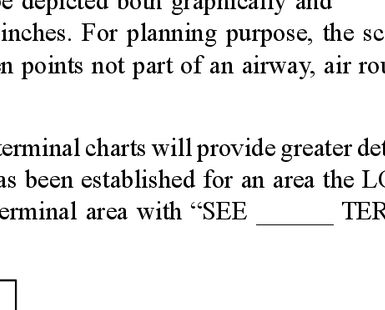 be depicted both graphically and
inches. For planning purpose, the sc
n points not part of an airway, air rou
terminal charts will provide greater det
as been established for an area the LO
erminal area with “SEE ________ TER